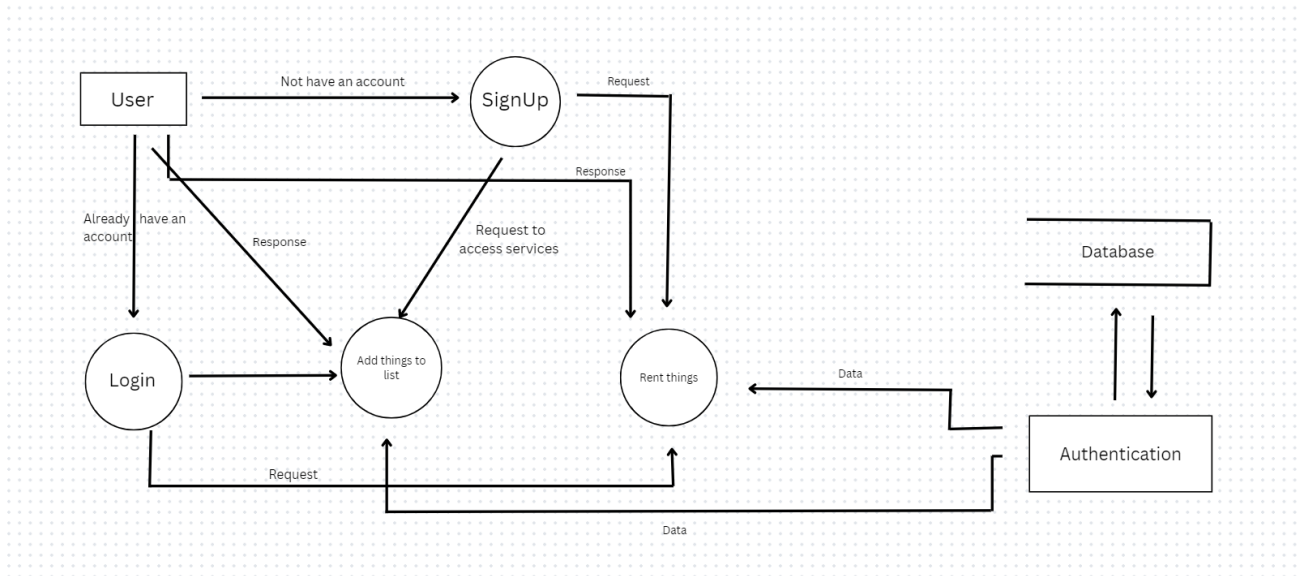 Not have an account
Request
User
SignUp
Response
Already have an
account
Response
Request to
access services
Database
Add things to
list
Login
Rent things
Data
Authentication
Request
Data